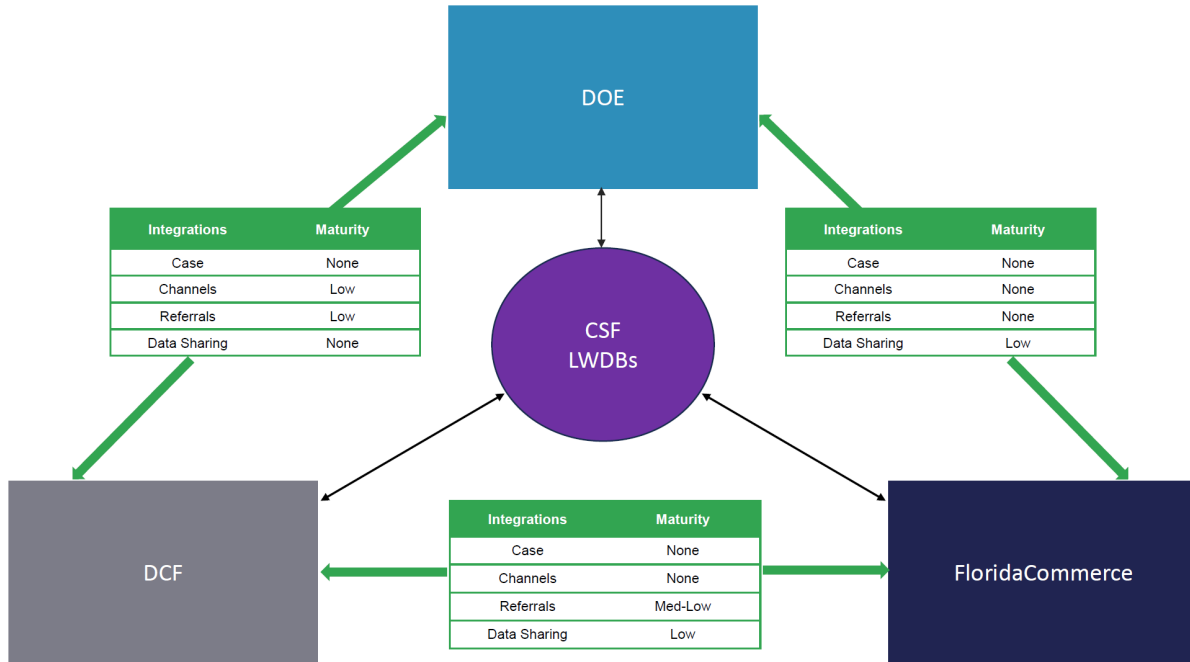 DOE
Integrations Maturity
Case None
Channels Low
Referrals Low
Data Sharing None
Integrations Maturity
Case None
Channels None
Referrals None
Data Sharing Low
CSF
LWDBs
DCF
Integrations Maturity
Case None
Channels None
Referrals Med-Low
Data Sharing Low
FloridaCommerce